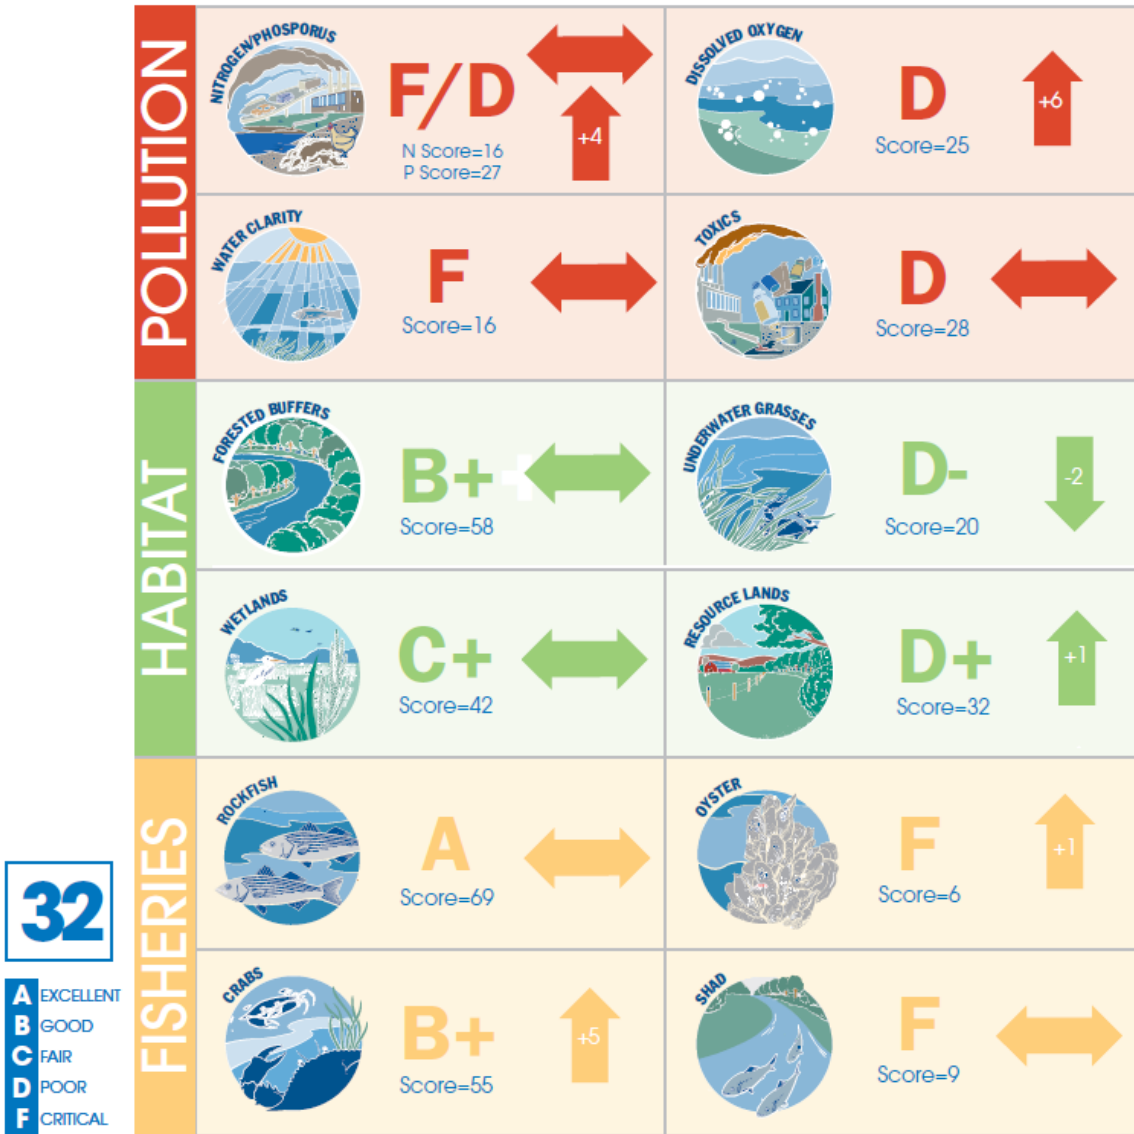 POLLUTION
NITROGEN/PHOSPORUS
F/D
+4
N Score=16
P Score=27
DISSOLVED OXYGEN
D
+6
Score=25
WATER CLARITY
F
Score=16
TOXICS
D
Score=28
HABITAT
FORESTED BUFFERS
B+
Score=58
UNDERWATER GRASSES
D-
-2
Score=20
WETLANDS
C+
Score=42
RESOURCE LANDS
D+
+1
Score=32
FISHERIES
ROCKFISH
A
Score=69
OYSTER
F
+1
Score=6
CRABS
B+
+5
Score=55
SHAD
F
Score=9
32
A EXCELLENT
B GOOD
C FAIR
D POOR
F CRITICAL